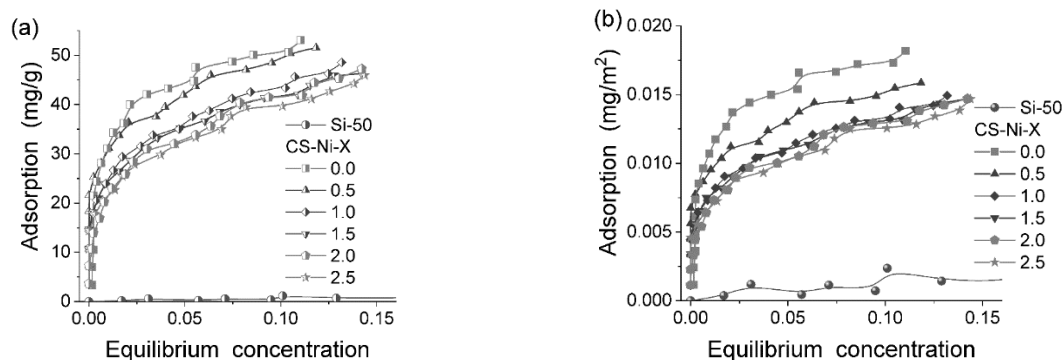 (a)
Adsorption (mg/g)
50
40
30
20
10
0
Si-50
CS-Ni-X
0.0
0.5
1.0
1.5
2.0
2.5
0.00 0.05 0.10 0.15
Equilibrium concentration
(b)
Adsorption (mg/m²)
0.020
0.015
0.010
0.005
0.000
Si-50
CS-Ni-X
0.0
0.5
1.0
1.5
2.0
2.5
0.00 0.05 0.10 0.15
Equilibrium concentration